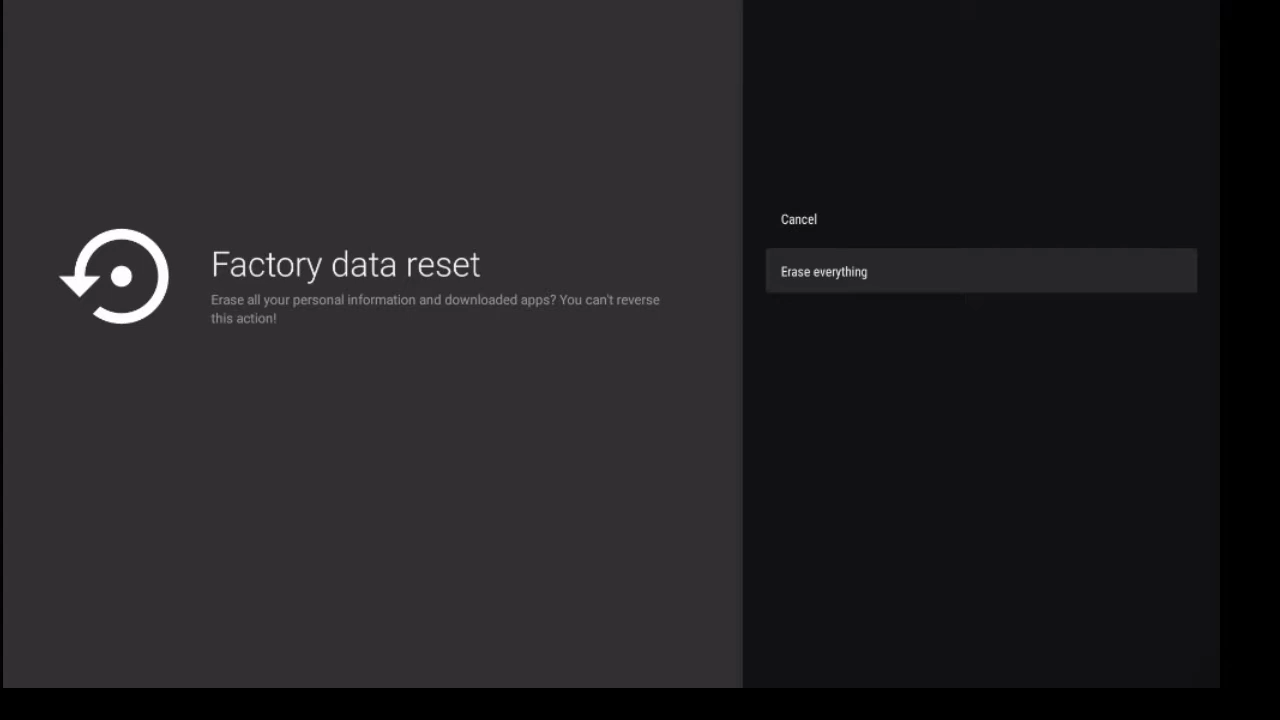 Factory data reset
Erase all your personal information and downloaded apps? You can't reverse
this action!
Cancel
Erase everything